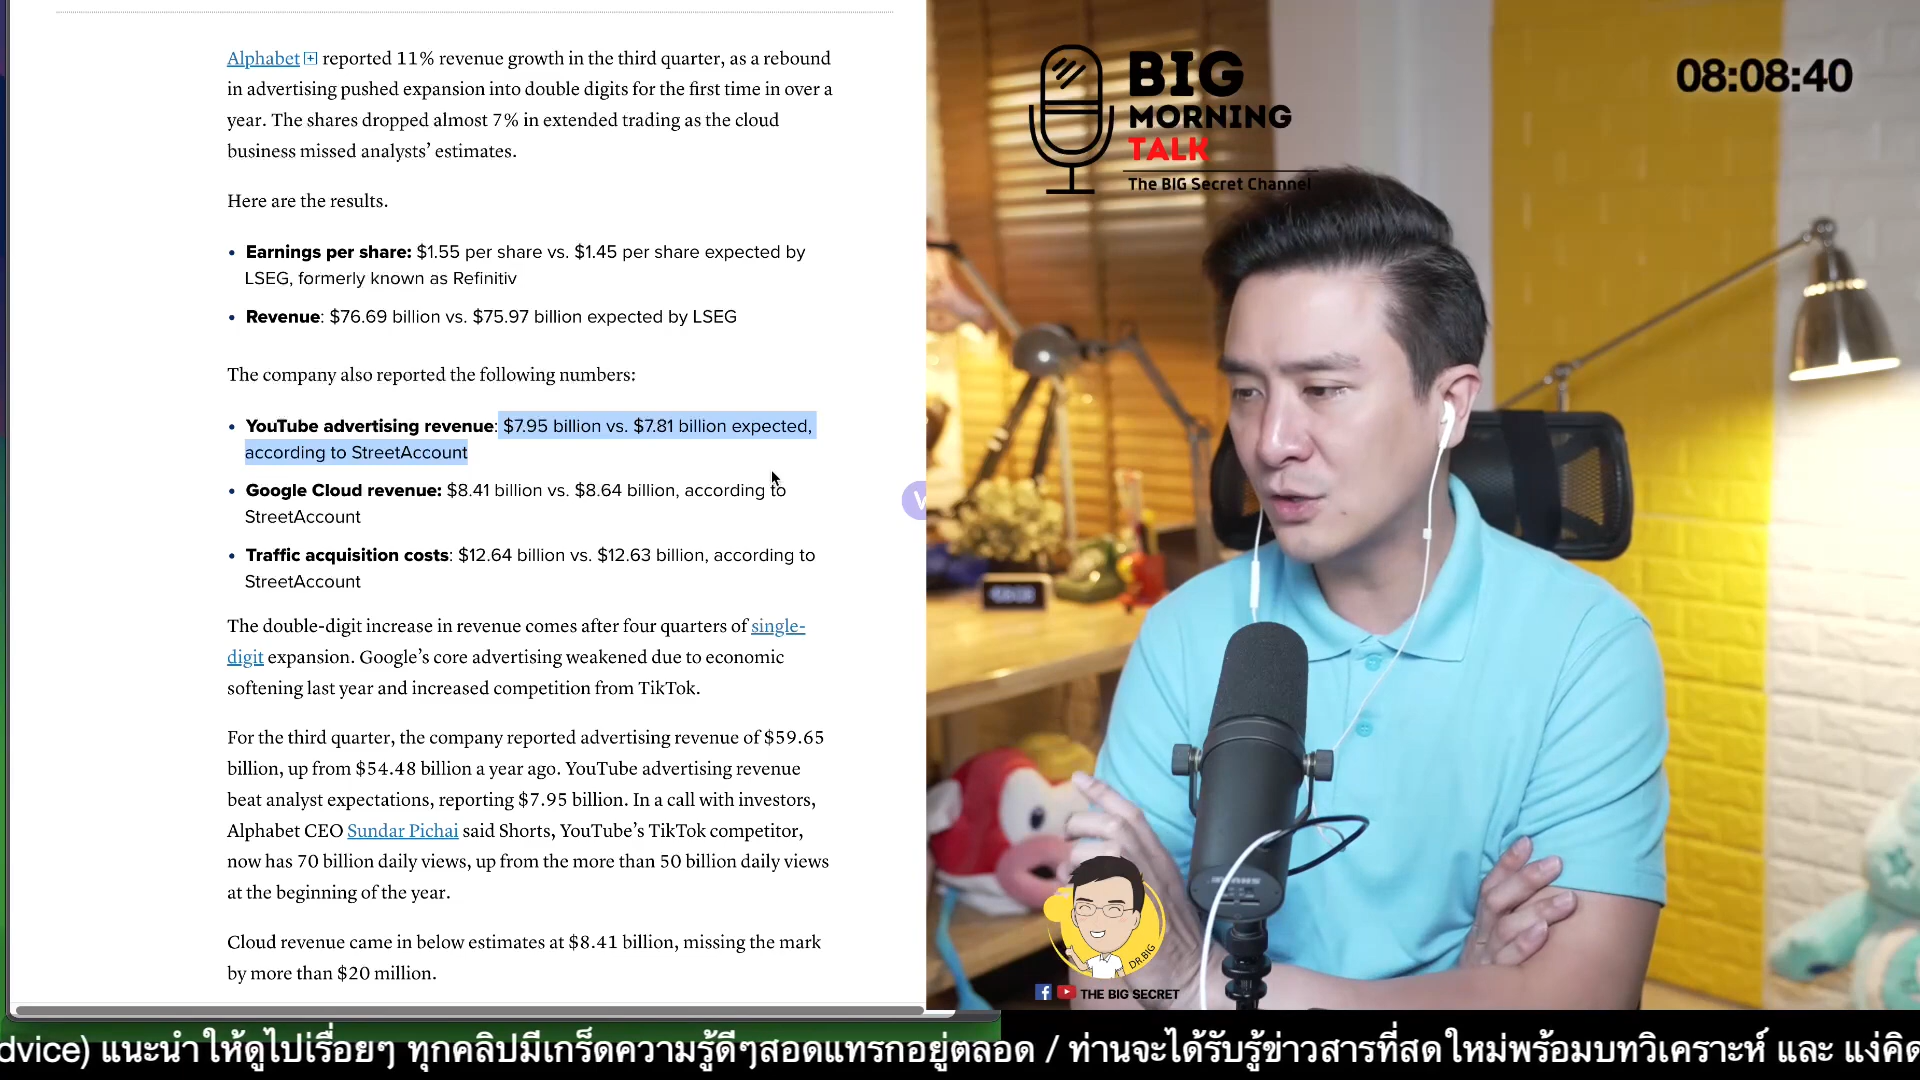 Alphabet reported 11% revenue growth in the third quarter, as a rebound
in advertising pushed expansion into double digits for the first time in over a
year. The shares dropped almost 7% in extended trading as the cloud
business missed analysts’ estimates.
Here are the results.
• Earnings per share: $1.55 per share vs. $1.45 per share expected by
LSEG, formerly known as Refinitiv
• Revenue: $76.69 billion vs. $75.97 billion expected by LSEG
The company also reported the following numbers:
• YouTube advertising revenue: $7.95 billion vs. $7.81 billion expected,
according to StreetAccount
• Google Cloud revenue: $8.41 billion vs. $8.64 billion, according to
StreetAccount
• Traffic acquisition costs: $12.64 billion vs. $12.63 billion, according to
StreetAccount
The double-digit increase in revenue comes after four quarters of single-
digit expansion. Google’s core advertising weakened due to economic
softening last year and increased competition from TikTok.
For the third quarter, the company reported advertising revenue of $59.65
billion, up from $54.48 billion a year ago. YouTube advertising revenue
beat analyst expectations, reporting $7.95 billion. In a call with investors,
Alphabet CEO Sundar Pichai said Shorts, YouTube’s TikTok competitor,
now has 70 billion daily views, up from the more than 50 billion daily views
at the beginning of the year.
Cloud revenue came in below estimates at $8.41 billion, missing the mark
by more than $20 million.
BIG
MORNING
TALK
The BIG Secret Channel
08:08:40
DR.BIG
THE BIG SECRET
dvice) แนะนำให้ดูไปเรื่อยๆ ทุกคลิปมีเกร็ดความรู้ดีๆสอดแทรกอยู่ตลอด / ท่านจะได้รับรู้ข่าวสารที่สดใหม่พร้อมบทวิเคราะห์ และ แง่คิด